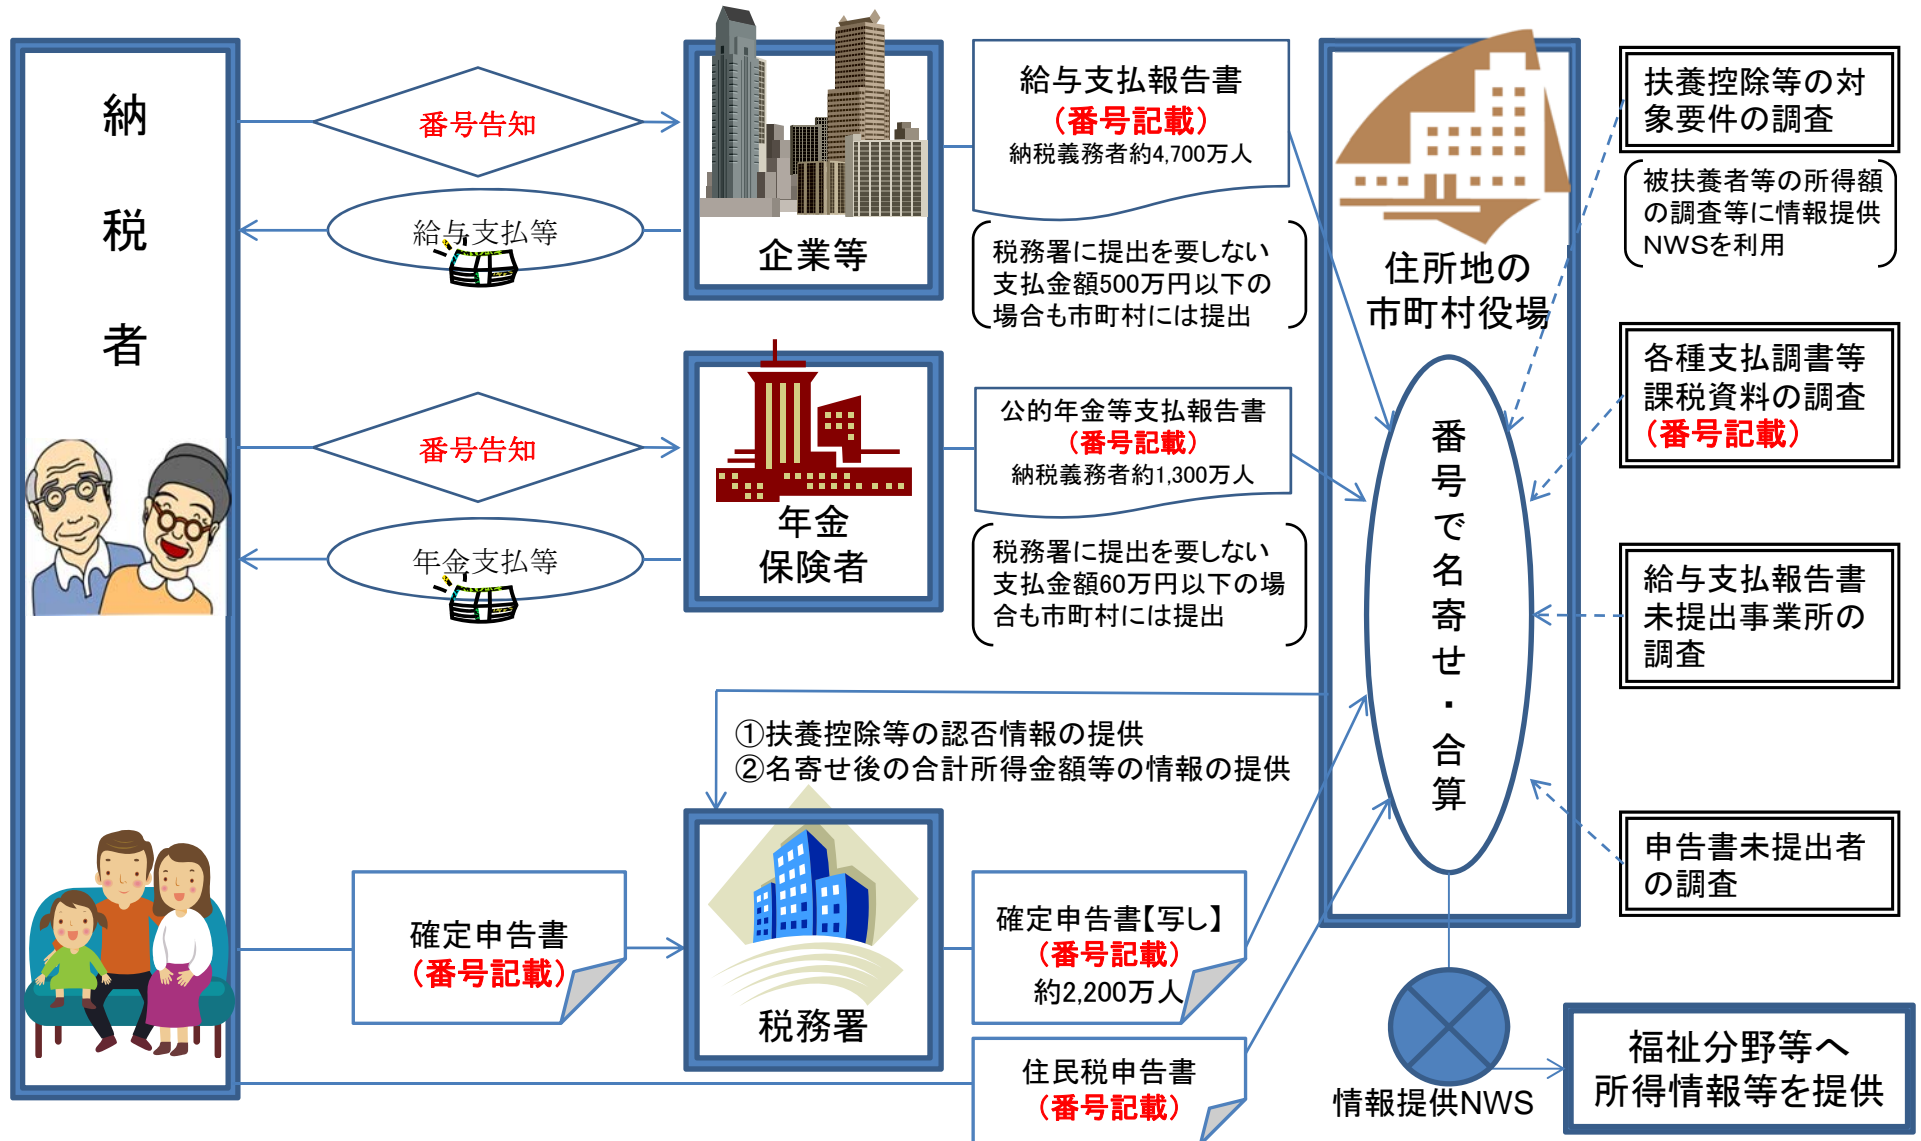 納
税
者
番号告知
給与支払等
企業等
給与支払報告書
（番号記載）
納税義務者約4,700万人
税務署に提出を要しない
支払金額500万円以下の
場合も市町村には提出
番号告知
年金支払等
年金
保険者
公的年金等支払報告書
（番号記載）
納税義務者約1,300万人
税務署に提出を要しない
支払金額60万円以下の場
合も市町村には提出
①扶養控除等の認否情報の提供
②名寄せ後の合計所得金額等の情報の提供
確定申告書
（番号記載）
税務署
確定申告書【写し】
（番号記載）
約2,200万人
住民税申告書
（番号記載）
住所地の
市町村役場
番号で名寄せ・合算
扶養控除等の対
象要件の調査
被扶養者等の所得額
の調査等に情報提供
NWSを利用
各種支払調書等
課税資料の調査
（番号記載）
給与支払報告書
未提出事業所の
調査
申告書未提出者
の調査
情報提供NWS
福祉分野等へ
所得情報等を提供